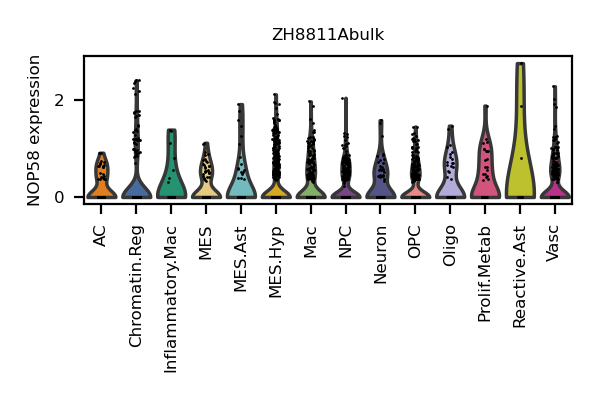 ZH8811Abulk
NOP58 expression
2
0
AC
Chromatin.Reg
Inflammatory.Mac
MES
MES.Ast
MES.Hyp
Mac
NPC
Neuron
OPC
Oligo
Prolif.Metab
Reactive.Ast
Vasc